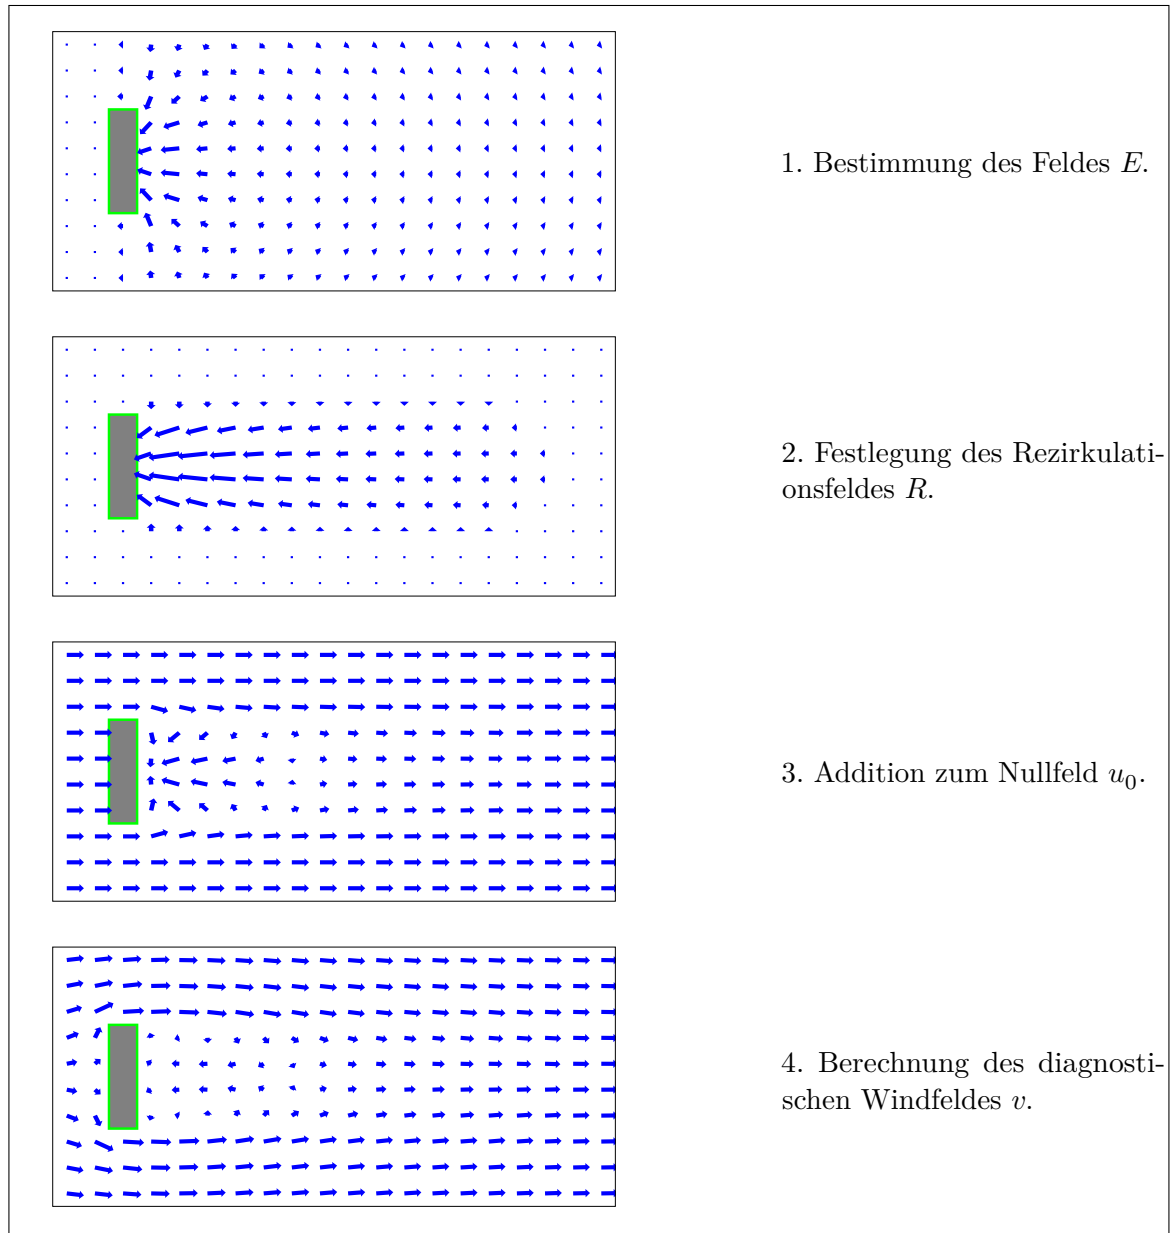 1. Bestimmung des Feldes E.
2. Festlegung des Rezirkulati-
onsfeldes R.
3. Addition zum Nullfeld u₀.
4. Berechnung des diagnosti-
schen Windfeldes v.